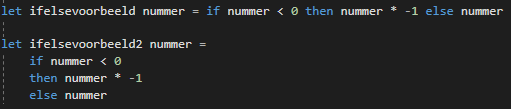 let ifelsevoorbeeld nummer = if nummer < 0 then nummer * -1 else nummer
let ifelsevoorbeeld2 nummer =
if nummer < 0
then nummer * -1
else nummer